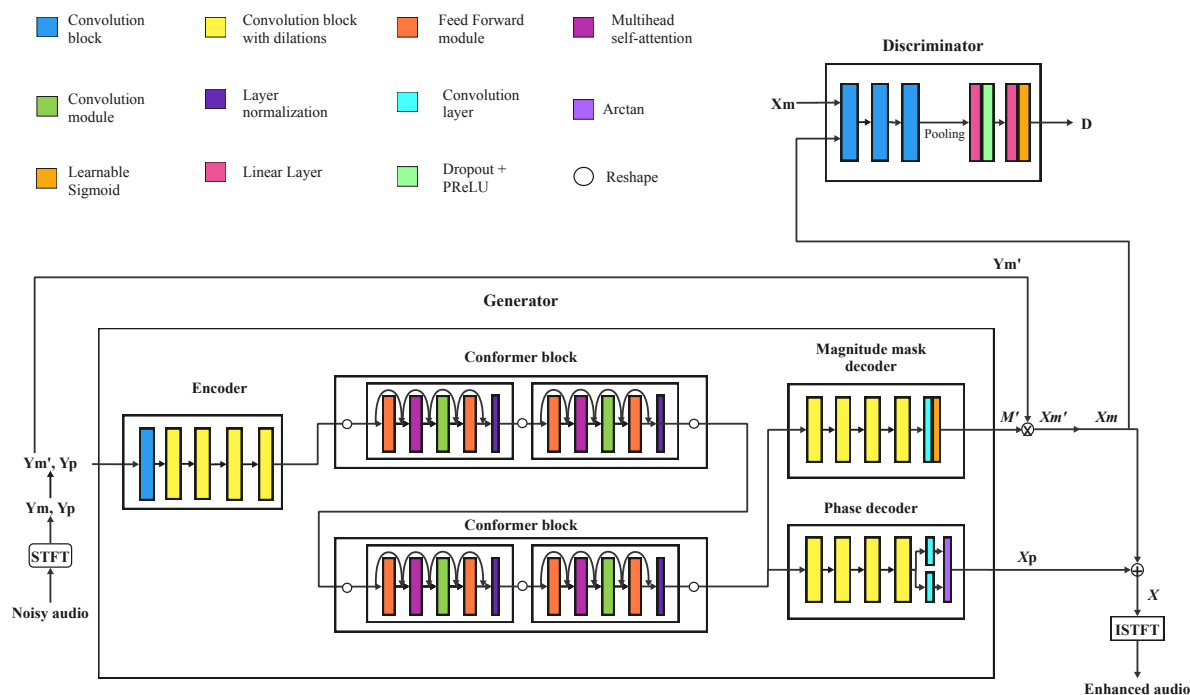 Convolution
block
Convolution block
with dilations
Feed Forward
module
Multihead
self-attention
Convolution
module
Layer
normalization
Convolution
layer
Arctan
Learnable
Sigmoid
Linear Layer
Dropout +
PReLU
Reshape
Discriminator
Xm
Pooling
D
Ym'
Generator
Conformer block
Magnitude mask
decoder
Encoder
M'
Xm'
Xm
Ym', Yp
Ym, Yp
STFT
Noisy audio
Conformer block
Phase decoder
Xp
X
ISTFT
Enhanced audio